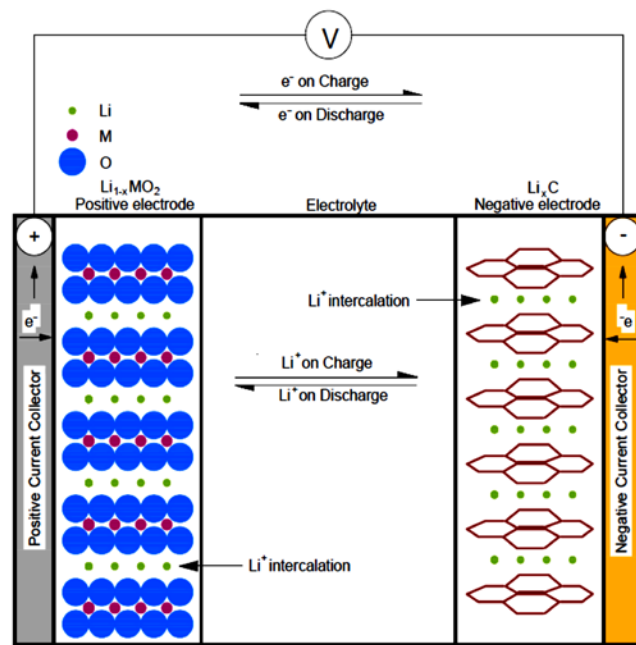 V
e⁻ on Charge
e⁻ on Discharge
Li
M
O
Li₁₋ₓMO₂
Positive electrode
Electrolyte
LiₓC
Negative electrode
+
-
e⁻
⁻e
Li⁺ intercalation
Li⁺ on Charge
Li⁺ on Discharge
Li⁺ intercalation
Positive Current Collector
Negative Current Collector